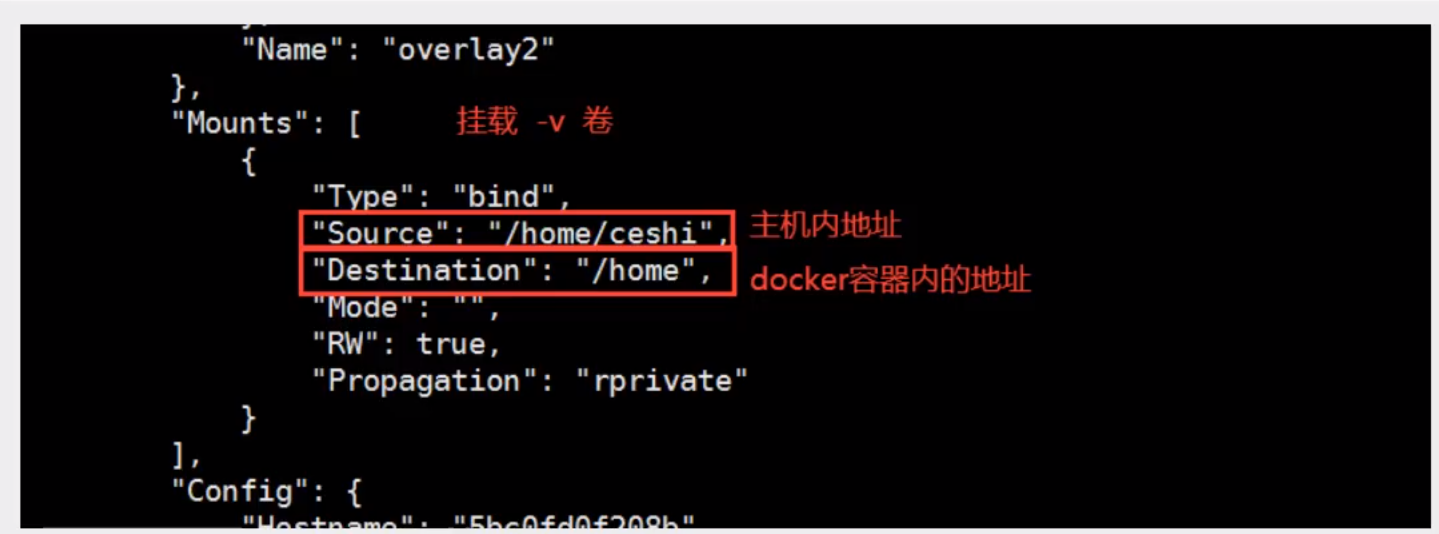 "Name": "overlay2"
},
"Mounts": [ 挂载 -v 卷
{
"Type": "bind",
"Source": "/home/ceshi", 主机内地址
"Destination": "/home", docker容器内的地址
"Mode": "",
"RW": true,
"Propagation": "rprivate"
}
],
"Config": {
"Hostname": "5bc0fd0f208b"